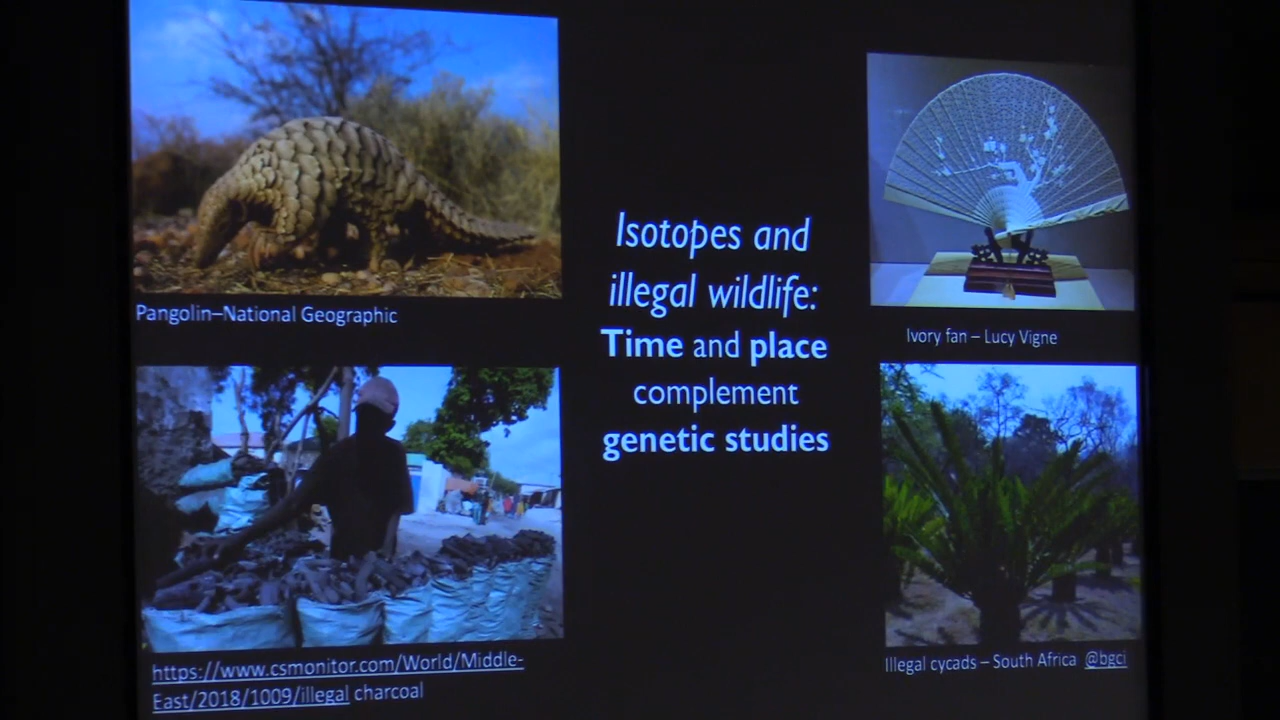 Pangolin–National Geographic
https://www.csmonitor.com/World/Middle-
East/2018/1009/illegal charcoal
Isotopes and
illegal wildlife:
Time and place
complement
genetic studies
Ivory fan – Lucy Vigne
Illegal cycads – South Africa @bgci